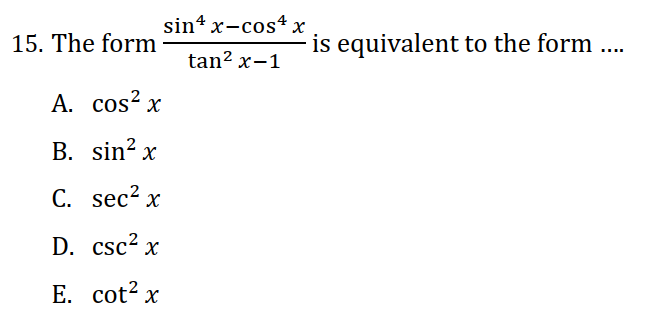 15. The form (sin⁴ x−cos⁴ x)/(tan² x−1) is equivalent to the form ....
A. cos² x
B. sin² x
C. sec² x
D. csc² x
E. cot² x